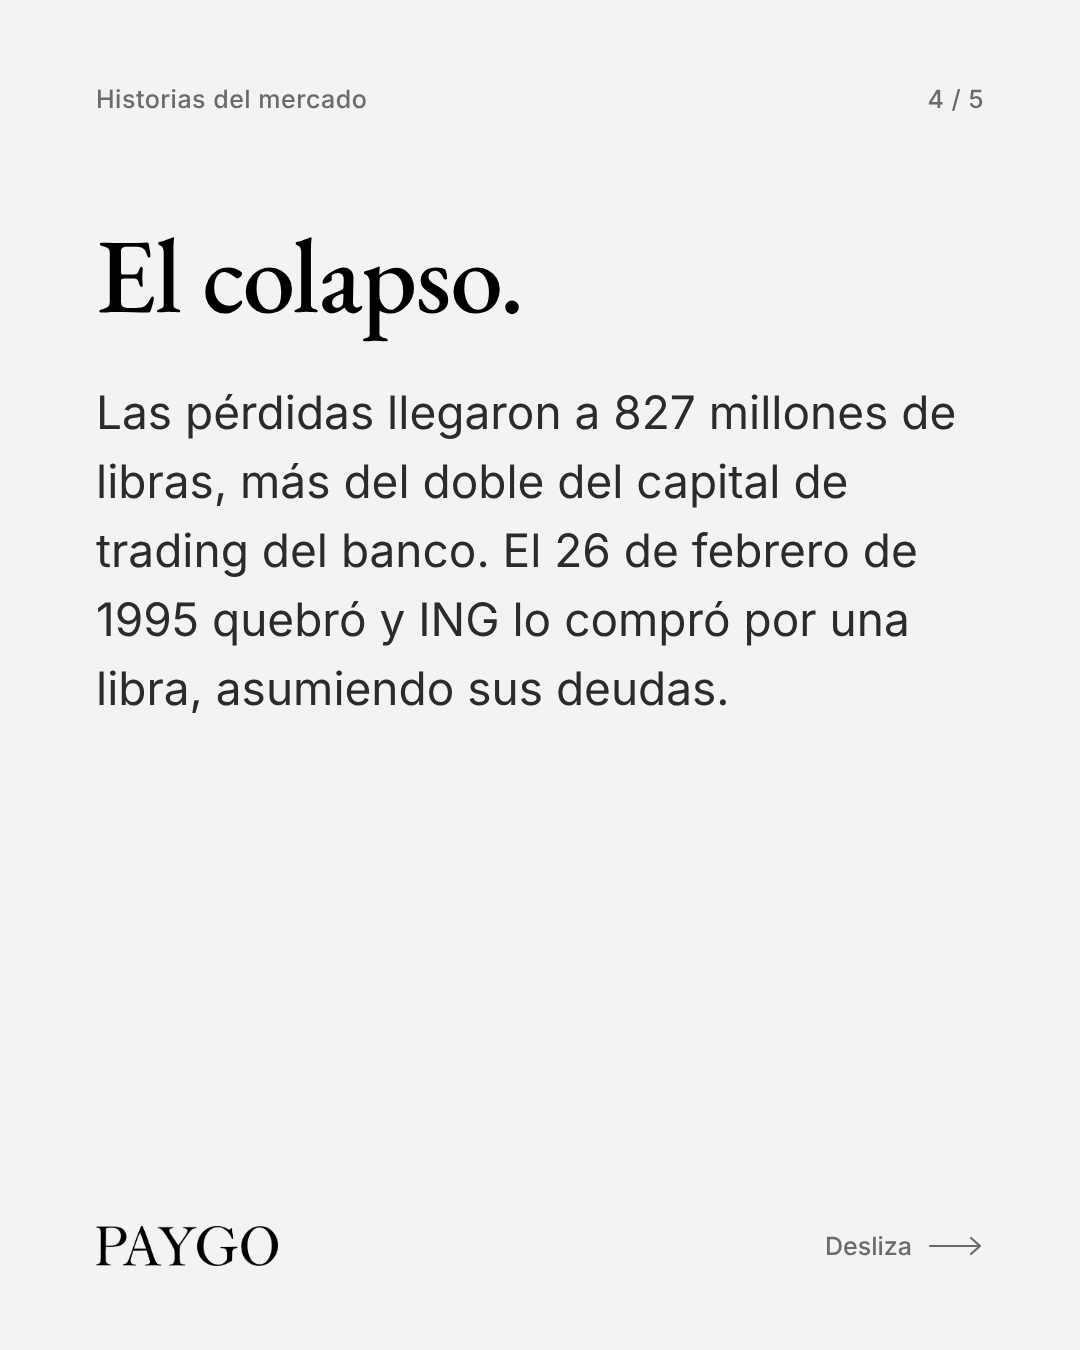 Historias del mercado
4 / 5
El colapso.
Las pérdidas llegaron a 827 millones de
libras, más del doble del capital de
trading del banco. El 26 de febrero de
1995 quebró y ING lo compró por una
libra, asumiendo sus deudas.
PAYGO
Desliza